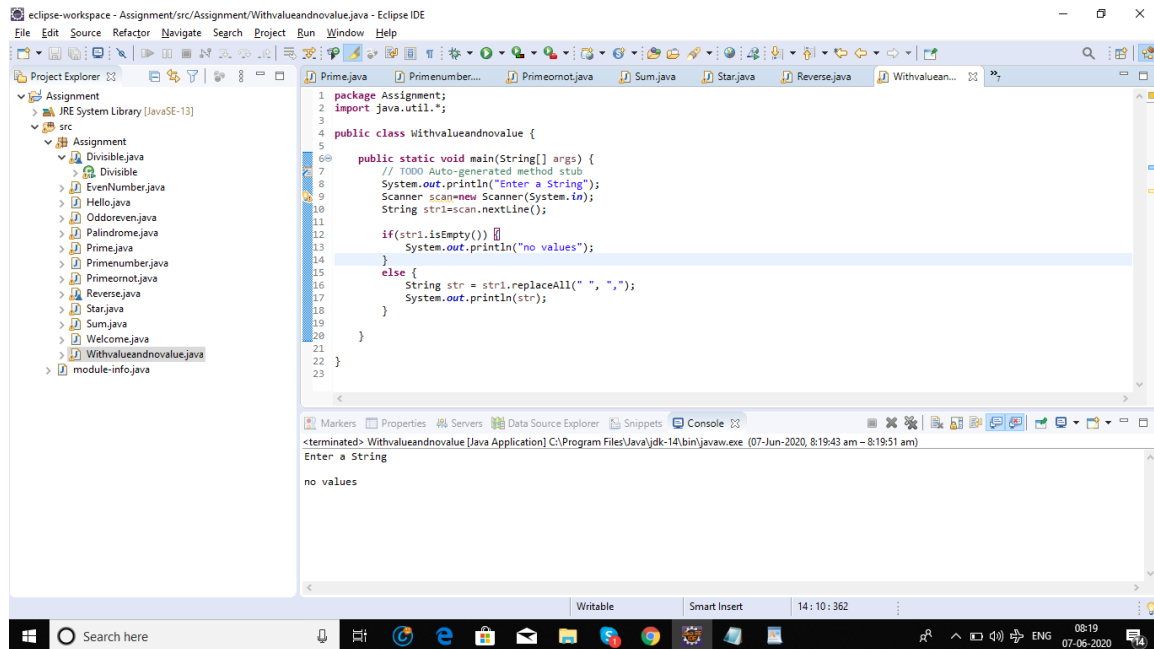 eclipse-workspace - Assignment/src/Assignment/Withvalueandnovalue.java - Eclipse IDE
File Edit Source Refactor Navigate Search Project Run Window Help
Project Explorer
Prime.java Primenumber.... Primeornot.java Sum.java Star.java Reverse.java Withvaluean... »7
Assignment
JRE System Library [JavaSE-13]
src
Assignment
Divisible.java
Divisible
EvenNumber.java
Hello.java
Oddoreven.java
Palindrome.java
Prime.java
Primenumber.java
Primeornot.java
Reverse.java
Star.java
Sum.java
Welcome.java
Withvalueandnovalue.java
module-info.java
1 package Assignment;
2 import java.util.*;
3
4 public class Withvalueandnovalue {
5
6 public static void main(String[] args) {
7 // TODO Auto-generated method stub
8 System.out.println("Enter a String");
9 Scanner scan=new Scanner(System.in);
10 String str1=scan.nextLine();
11
12 if(str1.isEmpty()) {
13 System.out.println("no values");
14 }
15 else {
16 String str = str1.replaceAll(" ", ",");
17 System.out.println(str);
18 }
19
20 }
21
22 }
23
Markers Properties Servers Data Source Explorer Snippets Console
<terminated> Withvalueandnovalue [Java Application] C:\Program Files\Java\jdk-14\bin\javaw.exe (07-Jun-2020, 8:19:43 am – 8:19:51 am)
Enter a String
no values
Writable Smart Insert 14 : 10 : 362
Search here
ENG
08:19
07-06-2020
14